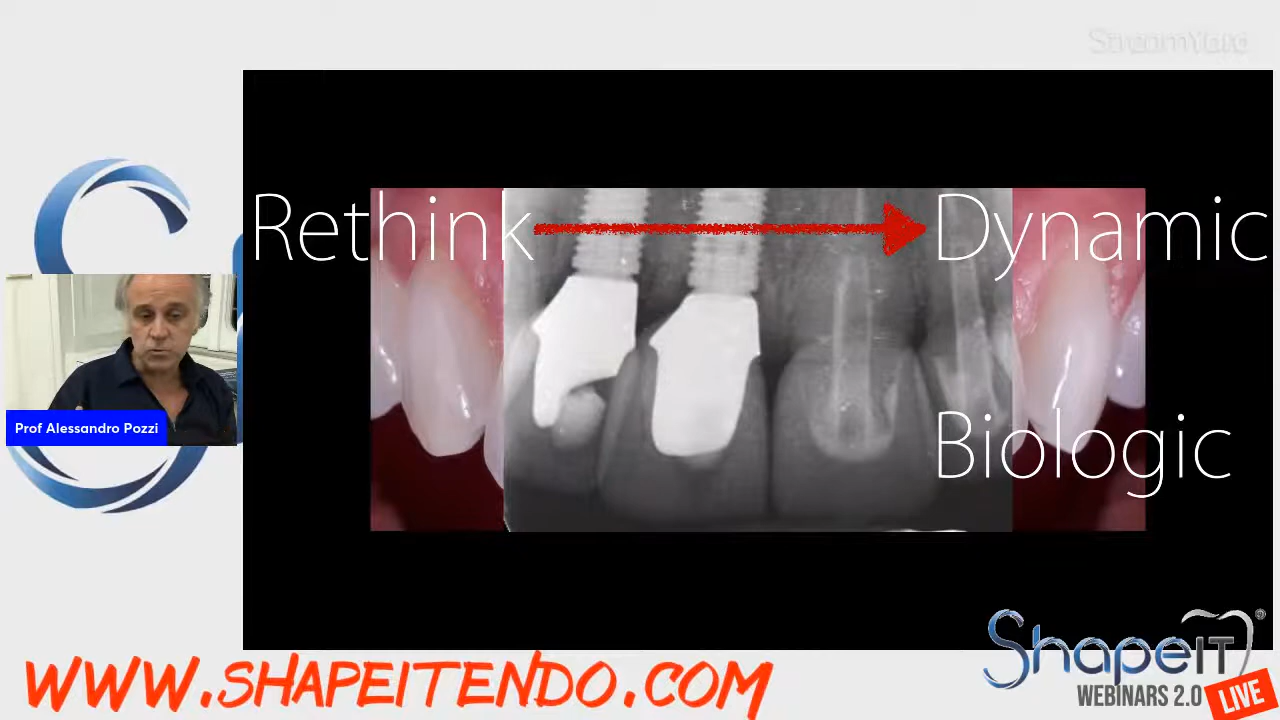 StreamYard
Rethink
Dynamic
Prof Alessandro Pozzi
Biologic
ShapeIT®
WEBINARS 2.0
LIVE
WWW.SHAPEITENDO.COM